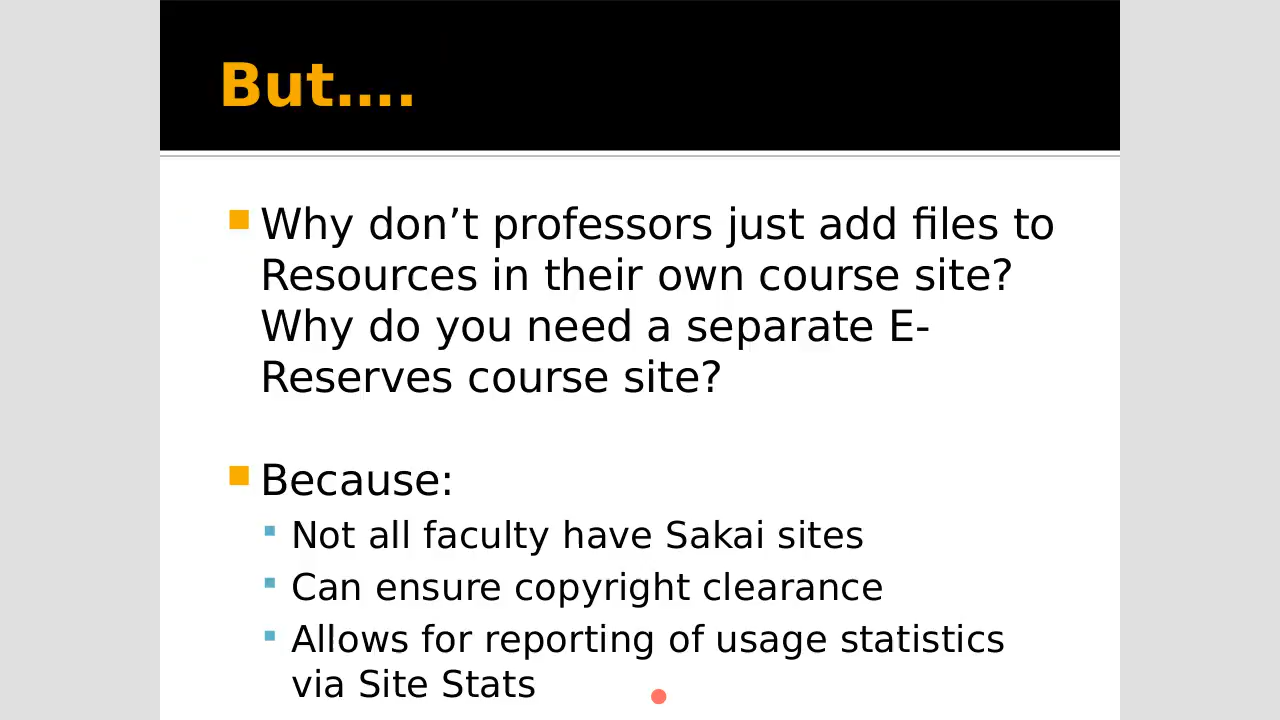 But….
Why don’t professors just add files to
Resources in their own course site?
Why do you need a separate E-
Reserves course site?
Because:
Not all faculty have Sakai sites
Can ensure copyright clearance
Allows for reporting of usage statistics
via Site Stats